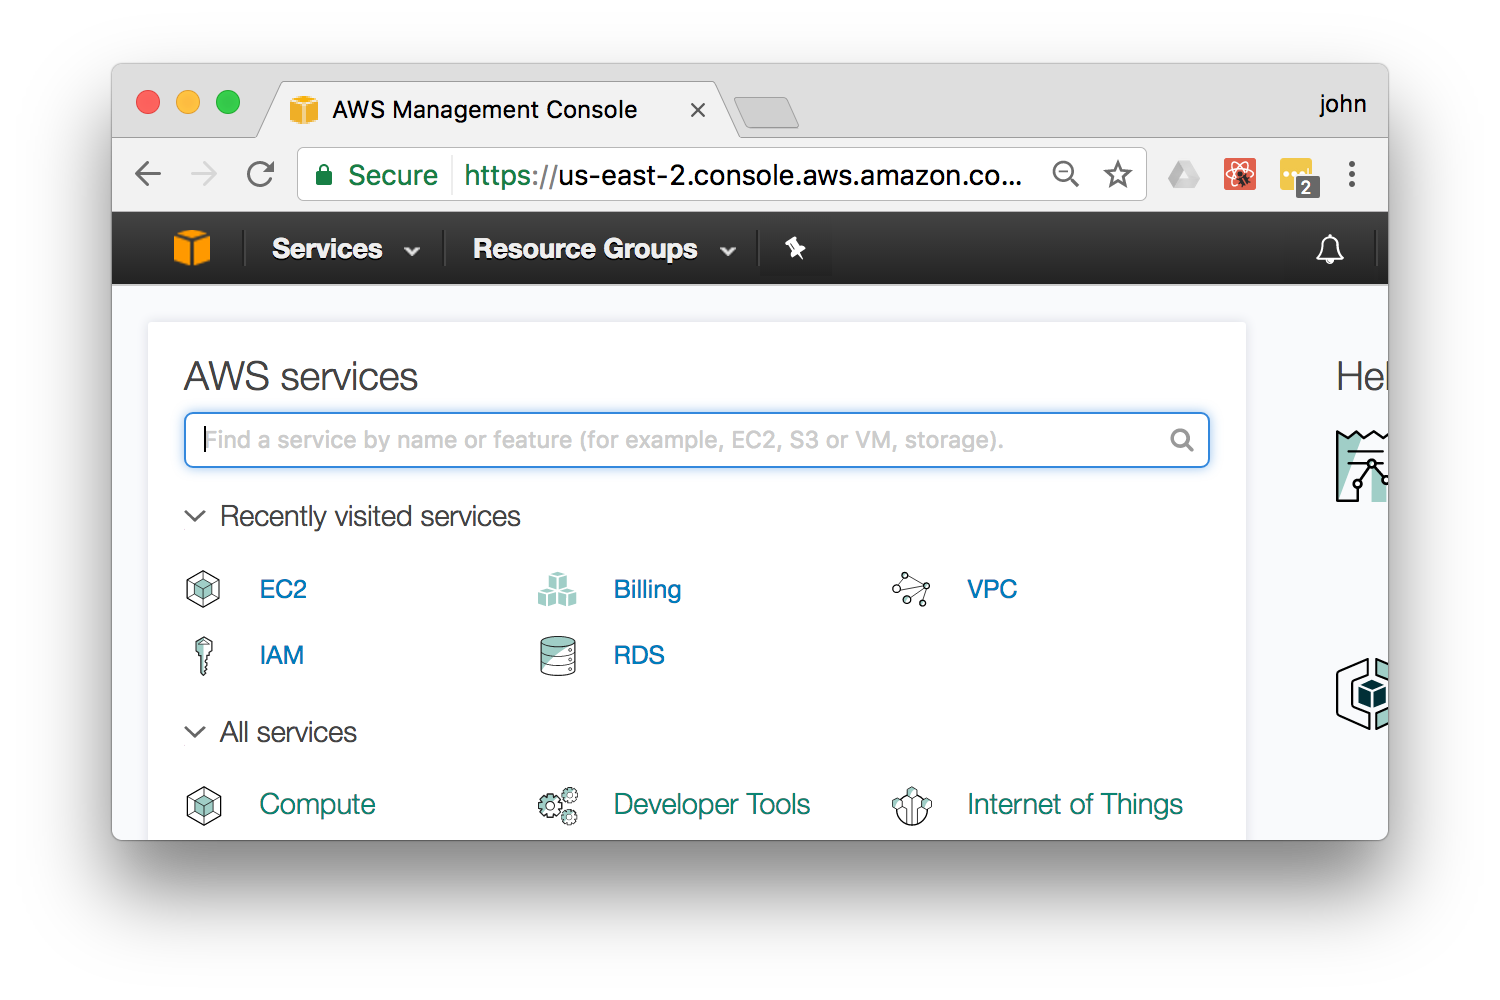 AWS Management Console
john
Secure https://us-east-2.console.aws.amazon.co...
2
Services Resource Groups
AWS services
Find a service by name or feature (for example, EC2, S3 or VM, storage).
Recently visited services
EC2 Billing VPC
IAM RDS
All services
Compute Developer Tools Internet of Things
Hel